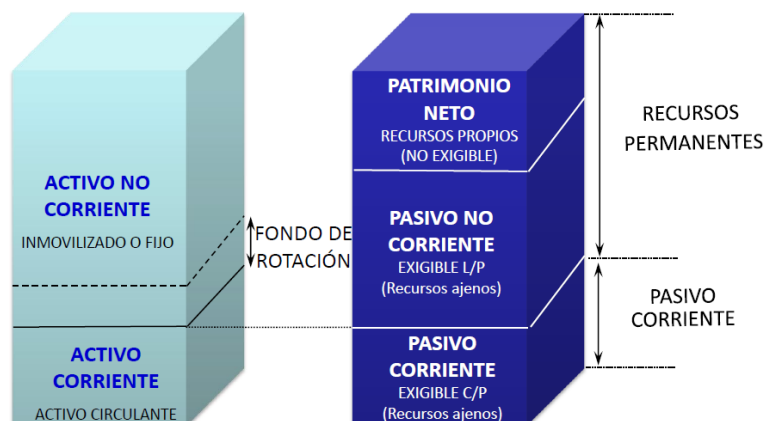 ACTIVO NO
CORRIENTE
INMOVILIZADO O FIJO
ACTIVO
CORRIENTE
ACTIVO CIRCULANTE
FONDO DE
ROTACIÓN
PATRIMONIO
NETO
RECURSOS PROPIOS
(NO EXIGIBLE)
PASIVO NO
CORRIENTE
EXIGIBLE L/P
(Recursos ajenos)
PASIVO
CORRIENTE
EXIGIBLE C/P
(Recursos ajenos)
RECURSOS
PERMANENTES
PASIVO
CORRIENTE